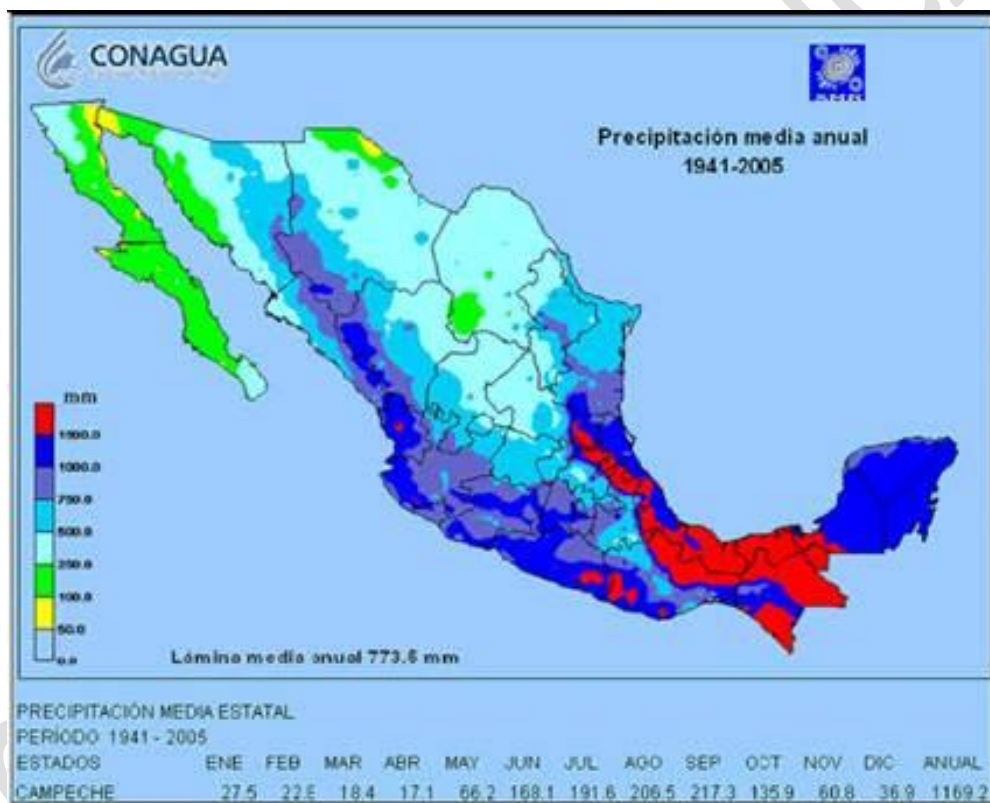 CONAGUA
Precipitación media anual
1941-2005
mm
1500.0
1000.0
750.0
500.0
250.0
100.0
50.0
0.0
Lámina media anual 773.6 mm
PRECIPITACIÓN MEDIA ESTATAL
PERÍODO 1941 - 2005
ESTADOS ENE FEB MAR ABR MAY JUN JUL AGO SEP OCT NOV DIC ANUAL
CAMPECHE 27.5 18.4 17.1 66.2 168.1 191.6 206.5 217.3 135.9 60.8 36.9 1169.2